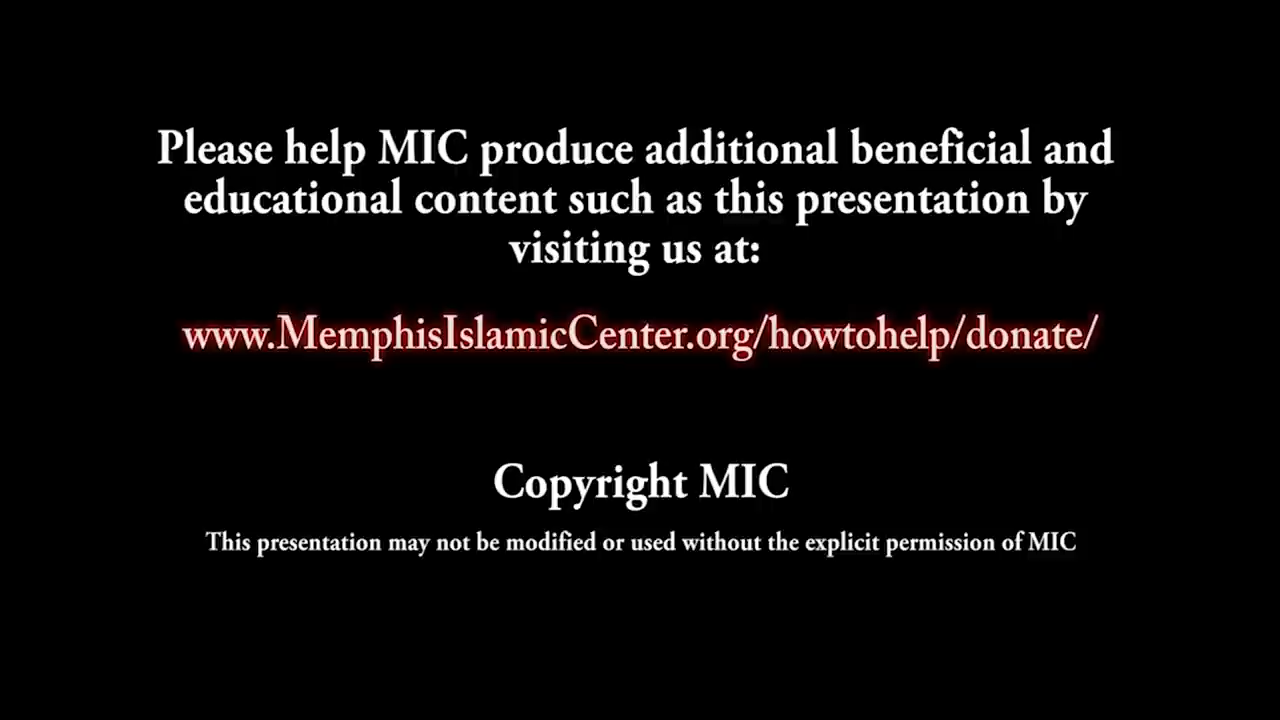 Please help MIC produce additional beneficial and
educational content such as this presentation by
visiting us at:
www.MemphisIslamicCenter.org/howtohelp/donate/
Copyright MIC
This presentation may not be modified or used without the explicit permission of MIC